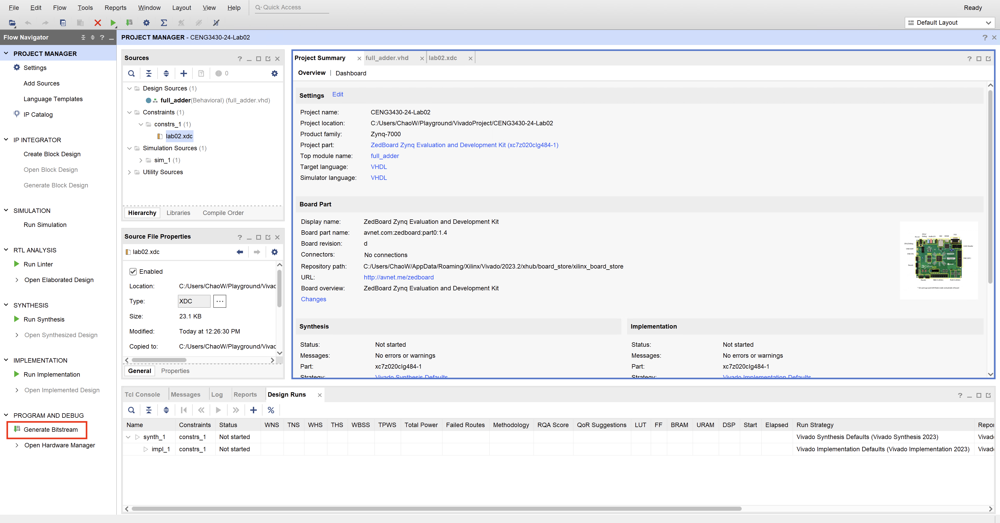 File Edit Flow Tools Reports Window Layout View Help Quick Access Ready
Default Layout
Flow Navigator
PROJECT MANAGER - CENG3430-24-Lab02
PROJECT MANAGER
Settings
Add Sources
Language Templates
IP Catalog
IP INTEGRATOR
Create Block Design
Open Block Design
Generate Block Design
SIMULATION
Run Simulation
RTL ANALYSIS
Run Linter
Open Elaborated Design
SYNTHESIS
Run Synthesis
Open Synthesized Design
IMPLEMENTATION
Run Implementation
Open Implemented Design
PROGRAM AND DEBUG
Generate Bitstream
Open Hardware Manager
Sources
0
Design Sources (1)
full_adder(Behavioral) (full_adder.vhd)
Constraints (1)
constrs_1 (1)
lab02.xdc
Simulation Sources (1)
sim_1 (1)
Utility Sources
Hierarchy Libraries Compile Order
Source File Properties
lab02.xdc
Enabled
Location: C:/Users/ChaoW/Playground/Vivac
Type: XDC ...
Size: 23.1 KB
Modified: Today at 12:26:30 PM
Copied to: C:/Users/ChaoW/Playground/Vivac
General Properties
Project Summary full_adder.vhd lab02.xdc
Overview | Dashboard
Settings Edit
Project name: CENG3430-24-Lab02
Project location: C:/Users/ChaoW/Playground/VivadoProject/CENG3430-24-Lab02
Product family: Zynq-7000
Project part: ZedBoard Zynq Evaluation and Development Kit (xc7z020clg484-1)
Top module name: full_adder
Target language: VHDL
Simulator language: VHDL
Board Part
Display name: ZedBoard Zynq Evaluation and Development Kit
Board part name: avnet.com:zedboard:part0:1.4
Board revision: d
Connectors: No connections
Repository path: C:/Users/ChaoW/AppData/Roaming/Xilinx/Vivado/2023.2/xhub/board_store/xilinx_board_store
URL: http://avnet.me/zedboard
Board overview: ZedBoard Zynq Evaluation and Development Kit
Changes
Synthesis
Status: Not started
Messages: No errors or warnings
Part: xc7z020clg484-1
Strategy: Vivado Synthesis Defaults
Implementation
Status: Not started
Messages: No errors or warnings
Part: xc7z020clg484-1
Strategy: Vivado Implementation Defaults
Tcl Console Messages Log Reports Design Runs
Name Constraints Status WNS TNS WHS THS WBSS TPWS Total Power Failed Routes Methodology RQA Score QoR Suggestions LUT FF BRAM URAM DSP Start Elapsed Run Strategy Repor
synth_1 constrs_1 Not started Vivado Synthesis Defaults (Vivado Synthesis 2023) Vivad
impl_1 constrs_1 Not started Vivado Implementation Defaults (Vivado Implementation 2023) Vivad